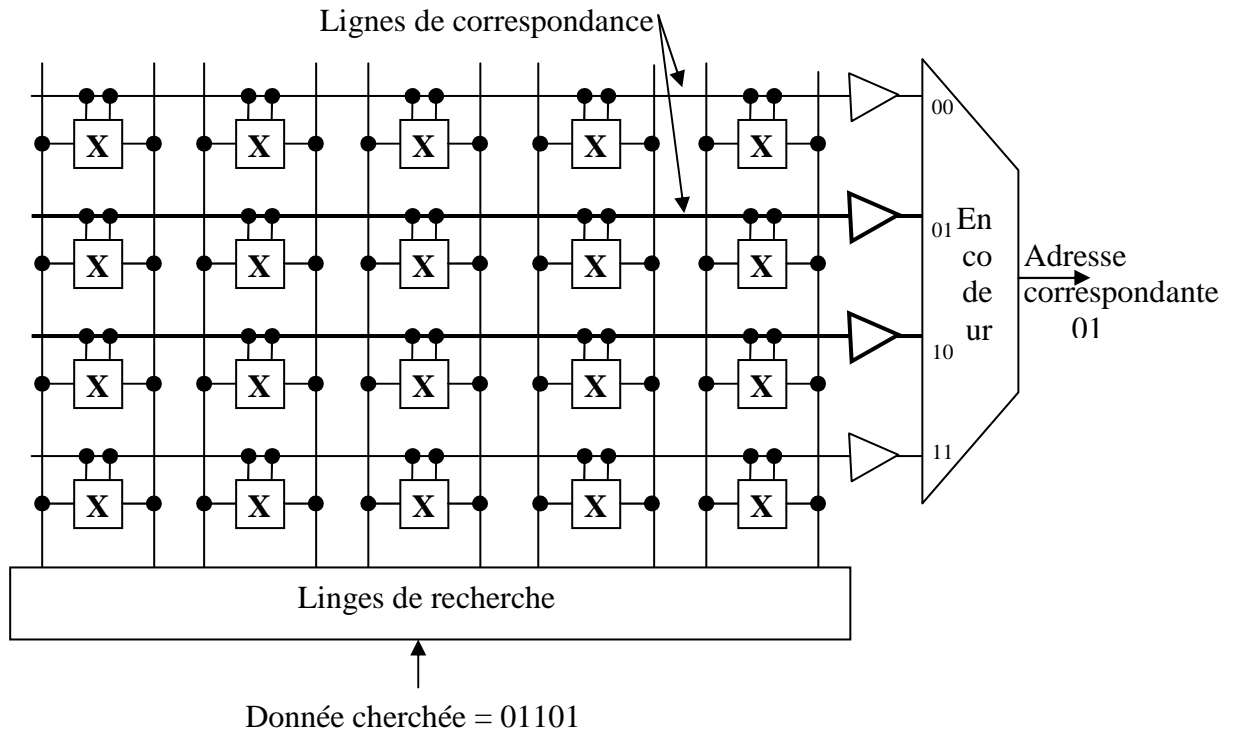 Lignes de correspondance
00
X X X X X
01
X X X X X
10
X X X X X
11
X X X X X
En
co
de
ur
Adresse
correspondante
01
Linges de recherche
Donnée cherchée = 01101